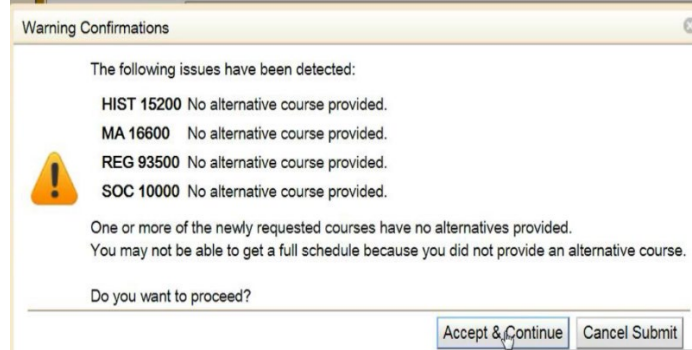 Warning Confirmations
The following issues have been detected:
HIST 15200 No alternative course provided.
MA 16600 No alternative course provided.
REG 93500 No alternative course provided.
SOC 10000 No alternative course provided.
One or more of the newly requested courses have no alternatives provided.
You may not be able to get a full schedule because you did not provide an alternative course.
Do you want to proceed?
Accept & Continue Cancel Submit